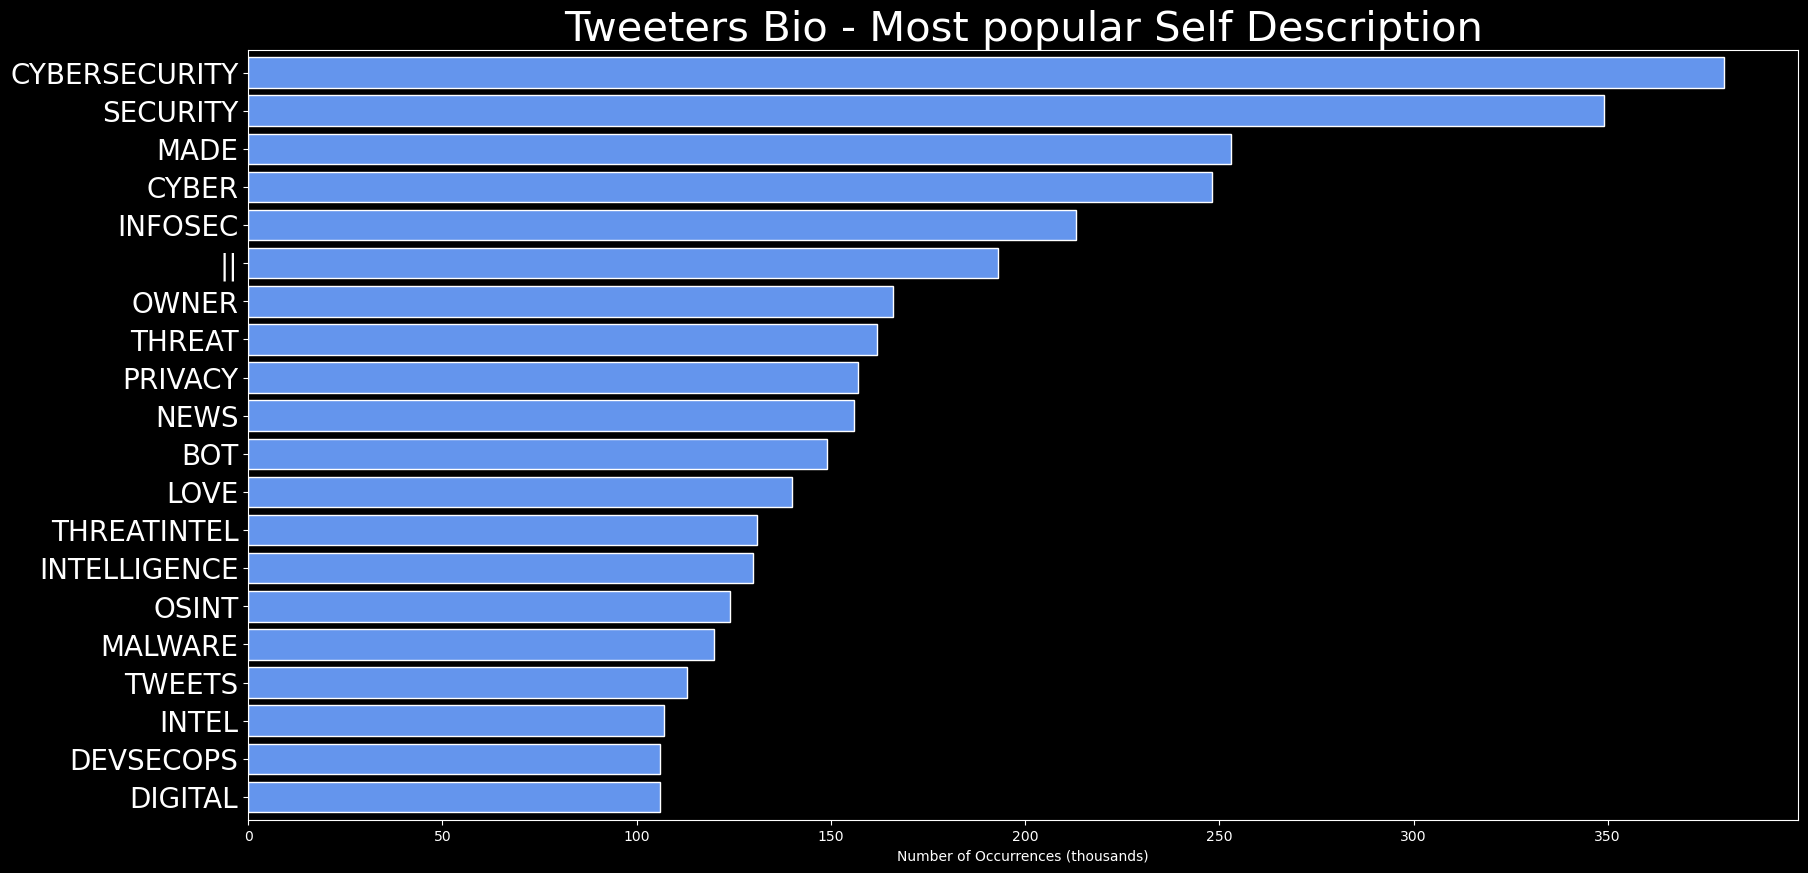 Tweeters Bio - Most popular Self Description
CYBERSECURITY
SECURITY
MADE
CYBER
INFOSEC
||
OWNER
THREAT
PRIVACY
NEWS
BOT
LOVE
THREATINTEL
INTELLIGENCE
OSINT
MALWARE
TWEETS
INTEL
DEVSECOPS
DIGITAL
0 50 100 150 200 250 300 350
Number of Occurrences (thousands)